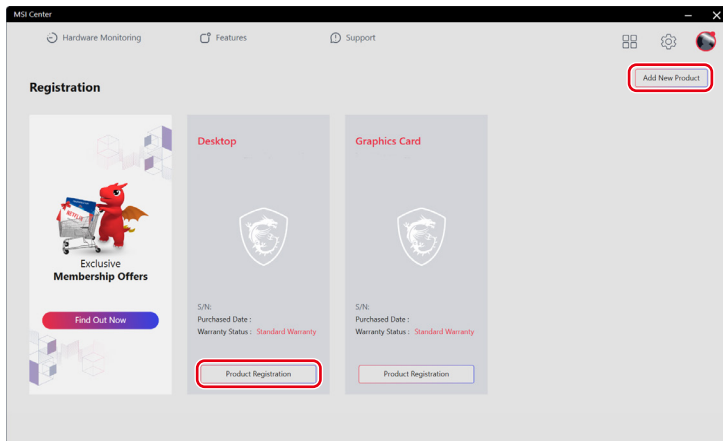 MSI Center
Hardware Monitoring
Features
Support
Add New Product
Registration
Desktop
Graphics Card
NETFLIX
Exclusive
Membership Offers
Find Out Now
S/N:
Purchased Date :
Warranty Status : Standard Warranty
Product Registration
S/N:
Purchased Date :
Warranty Status : Standard Warranty
Product Registration